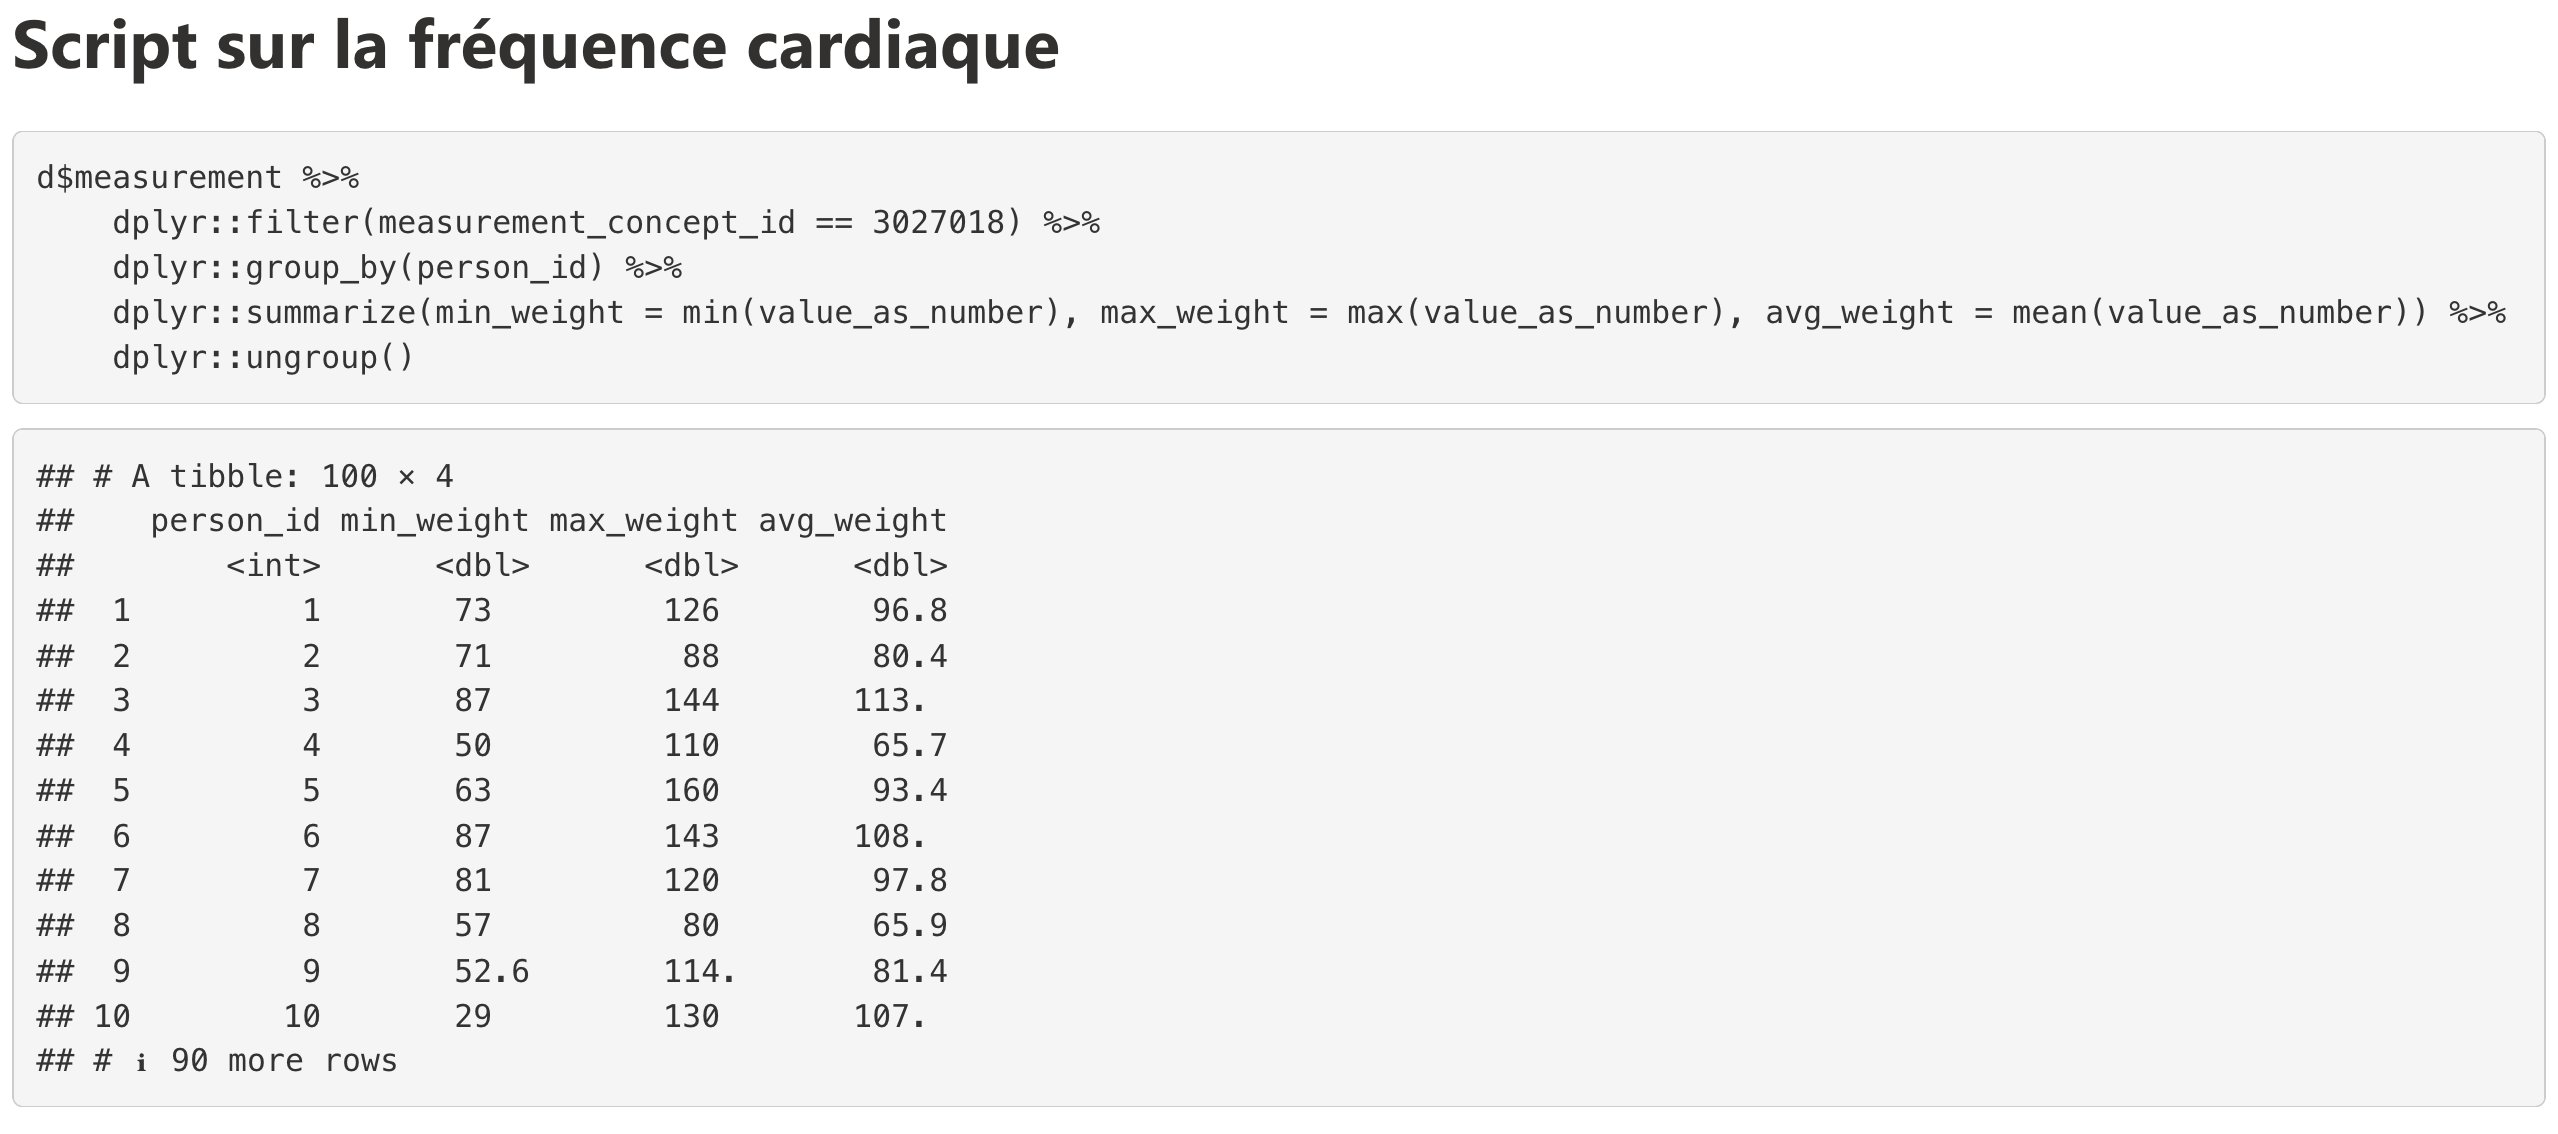 Script sur la fréquence cardiaque
d$measurement %>%
     dplyr::filter(measurement_concept_id == 3027018) %>%
     dplyr::group_by(person_id) %>%
     dplyr::summarize(min_weight = min(value_as_number), max_weight = max(value_as_number), avg_weight = mean(value_as_number)) %>%
     dplyr::ungroup()
## # A tibble: 100 × 4
##    person_id min_weight max_weight avg_weight
##        <int>      <dbl>      <dbl>      <dbl>
##  1         1       73         126        96.8
##  2         2       71          88        80.4
##  3         3       87         144       113. 
##  4         4       50         110        65.7
##  5         5       63         160        93.4
##  6         6       87         143       108. 
##  7         7       81         120        97.8
##  8         8       57          80        65.9
##  9         9       52.6       114.       81.4
## 10        10       29         130       107. 
## # ℹ 90 more rows